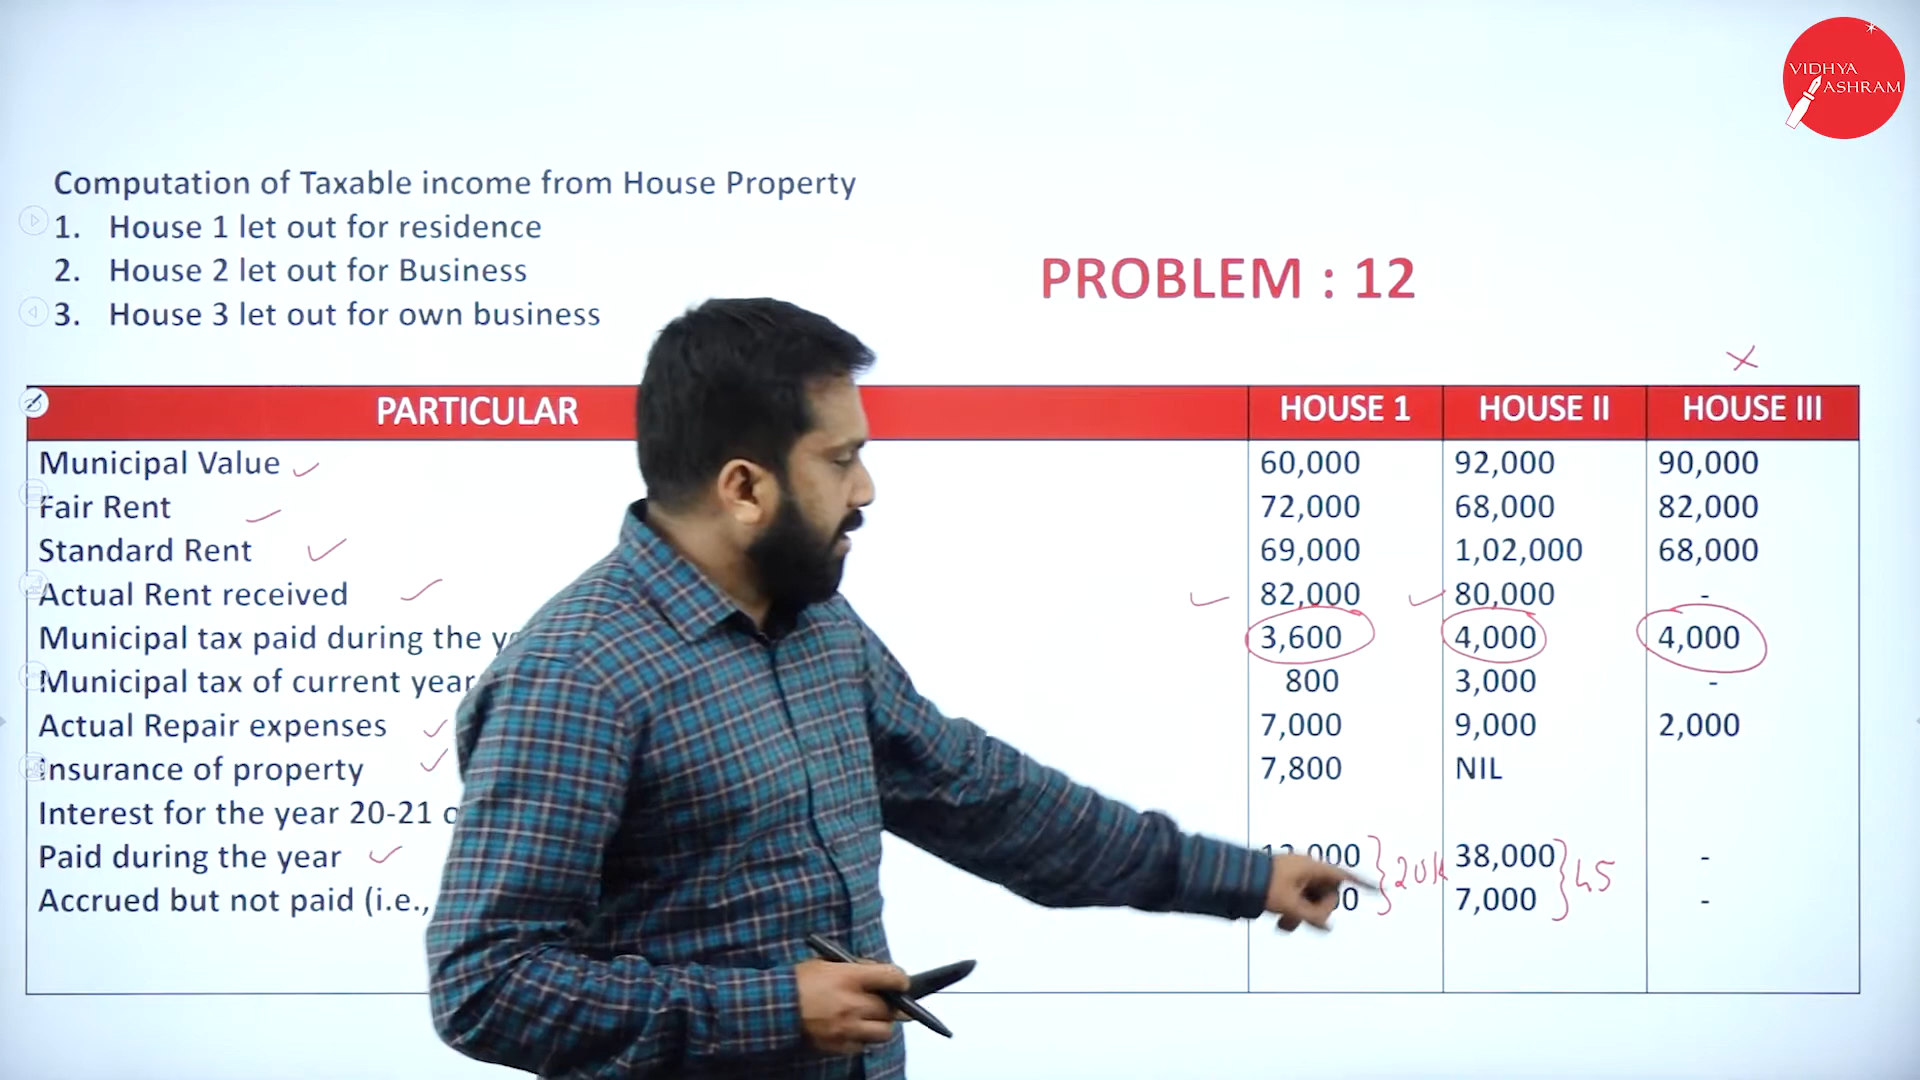 VIDHYA
ASHRAM
Computation of Taxable income from House Property
1. House 1 let out for residence
2. House 2 let out for Business
3. House 3 let out for own business
PROBLEM : 12
PARTICULAR HOUSE 1 HOUSE II HOUSE III
Municipal Value 60,000 92,000 90,000
Fair Rent 72,000 68,000 82,000
Standard Rent 69,000 1,02,000 68,000
Actual Rent received 82,000 80,000 -
Municipal tax paid during the 3,600 4,000 4,000
Municipal tax of current year 800 3,000 -
Actual Repair expenses 7,000 9,000 2,000
Insurance of property 7,800 NIL
Interest for the year 20-21
Paid during the year 38,000 45 -
Accrued but not paid (i.e., 7,000 -